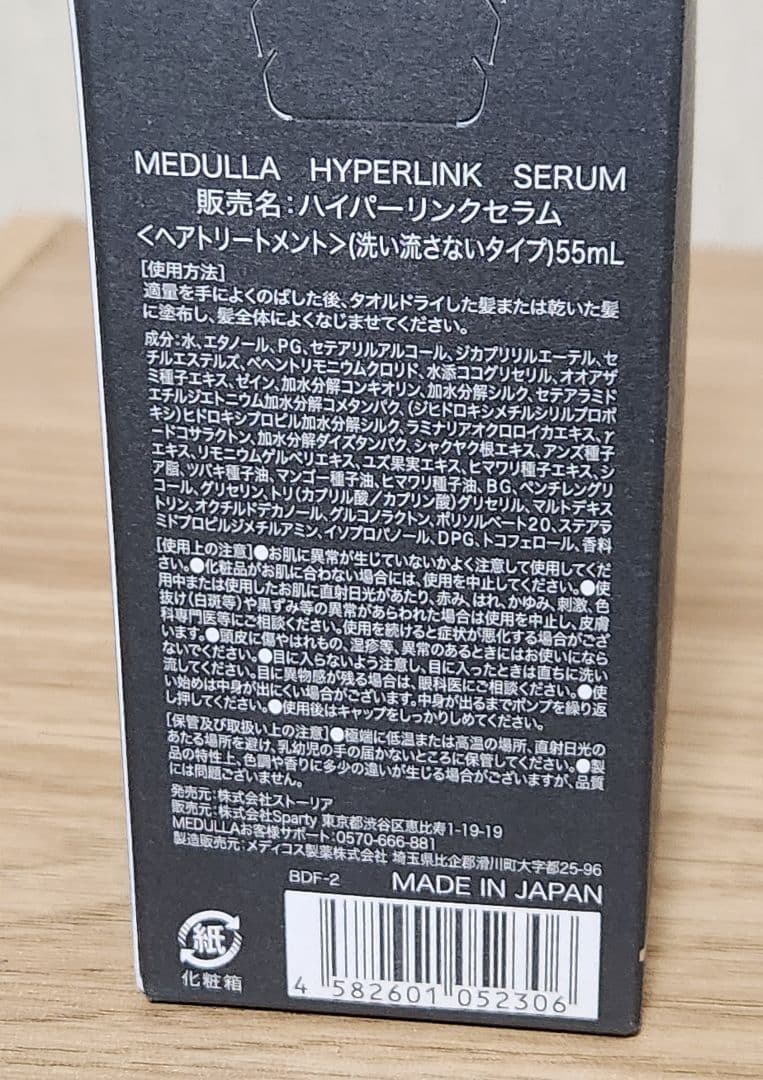 MEDULLA HYPERLINK SERUM
販売名:ハイパーリンクセラム
<ヘアトリートメント>(洗い流さないタイプ)55mL
[使用方法]
適量を手によくのばした後、タオルドライした髪または乾いた髪
に塗布し、髪全体によくなじませてください。
成分:水、エタノール、PG、セテアリルアルコール、ジカプリリルエーテル、セ
チルエステルズ、ベヘントリモニウムクロリド、水添ココグリセリル、オオアザ
ミ種子エキス、ゼイン、加水分解コンキオリン、加水分解シルク、セテアラミド
エチルジエトニウム加水分解コメタンパク、(ジヒドロキシメチルシリルプロポ
キシ)ヒドロキシプロピル加水分解シルク、ラミナリアオクロロイカエキス、γ
ードコサラクトン、加水分解ダイズタンパク、シャクヤク根エキス、アンズ種子
エキス、リモニウムゲルベリエキス、ユズ果実エキス、ヒマワリ種子エキス、シ
ア脂、ツバキ種子油、マンゴー種子油、ヒマワリ種子油、BG、ペンチレングリ
コール、グリセリン、トリ(カプリル酸/カプリン酸)グリセリル、マルトデキス
トリン、オクチルドデカノール、グルコノラクトン、ポリソルベート20、ステアラ
ミドプロピルジメチルアミン、イソプロパノール、DPG、トコフェロール、香料
[使用上の注意]●お肌に異常が生じていないかよく注意して使用してくだ
さい。●化粧品がお肌に合わない場合には、使用を中止してください。●使
用中または使用したお肌に直射日光があたり、赤み、はれ、かゆみ、刺激、色
抜け(白斑等)や黒ずみ等の異常があらわれた場合は使用を中止し、皮膚
科専門医等にご相談ください。使用を続けると症状が悪化する場合がござ
います。●頭皮に傷やはれもの、湿疹等、異常のあるときにはお使いになら
ないでください。●目に入らないよう注意し、目に入ったときは直ちに洗い
流してください。目に異物感が残る場合は、眼科医にご相談ください。●使
い始めは中身が出にくい場合がございます。中身が出るまでポンプを繰り返
し押してください。●使用後はキャップをしっかりしめてください。
[保管及び取扱い上の注意]●極端に低温または高温の場所、直射日光の
あたる場所を避け、乳幼児の手の届かないところに保管してください。●製
品の特性上、色調や香りに多少の違いが生じる場合がございますが、品質
には問題ございません。
発売元:株式会社ストーリア
販売元:株式会社Sparty 東京都渋谷区恵比寿1-19-19
MEDULLAお客様サポート:0570-666-881
製造販売元:メディコス製薬株式会社 埼玉県比企郡滑川町大字都25-96
BDF-2 MADE IN JAPAN
紙
化粧箱
4 582601 052306